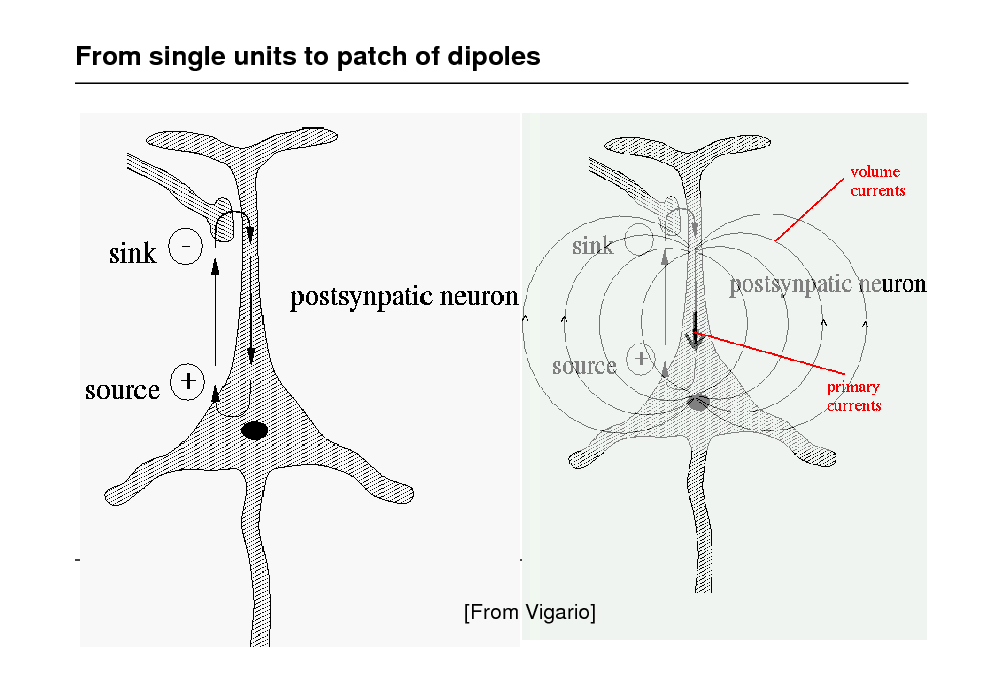 From single units to patch of dipoles
sink
-
postsynpatic neuron
source
+
volume
currents
sink
postsynpatic neuron
source
+
primary
currents
[From Vigario]